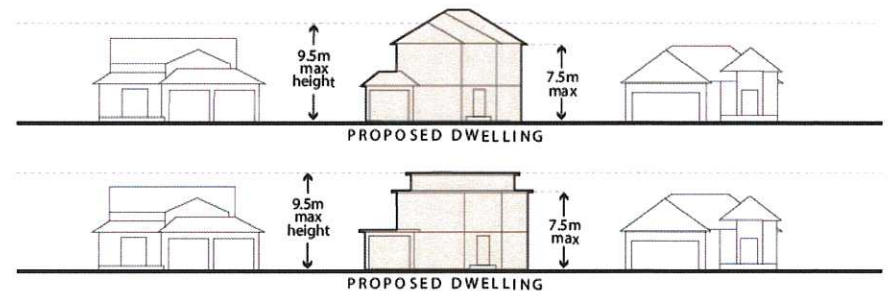 9.5m
max
height
7.5m
max
PROPOSED DWELLING
9.5m
max
height
7.5m
max
PROPOSED DWELLING